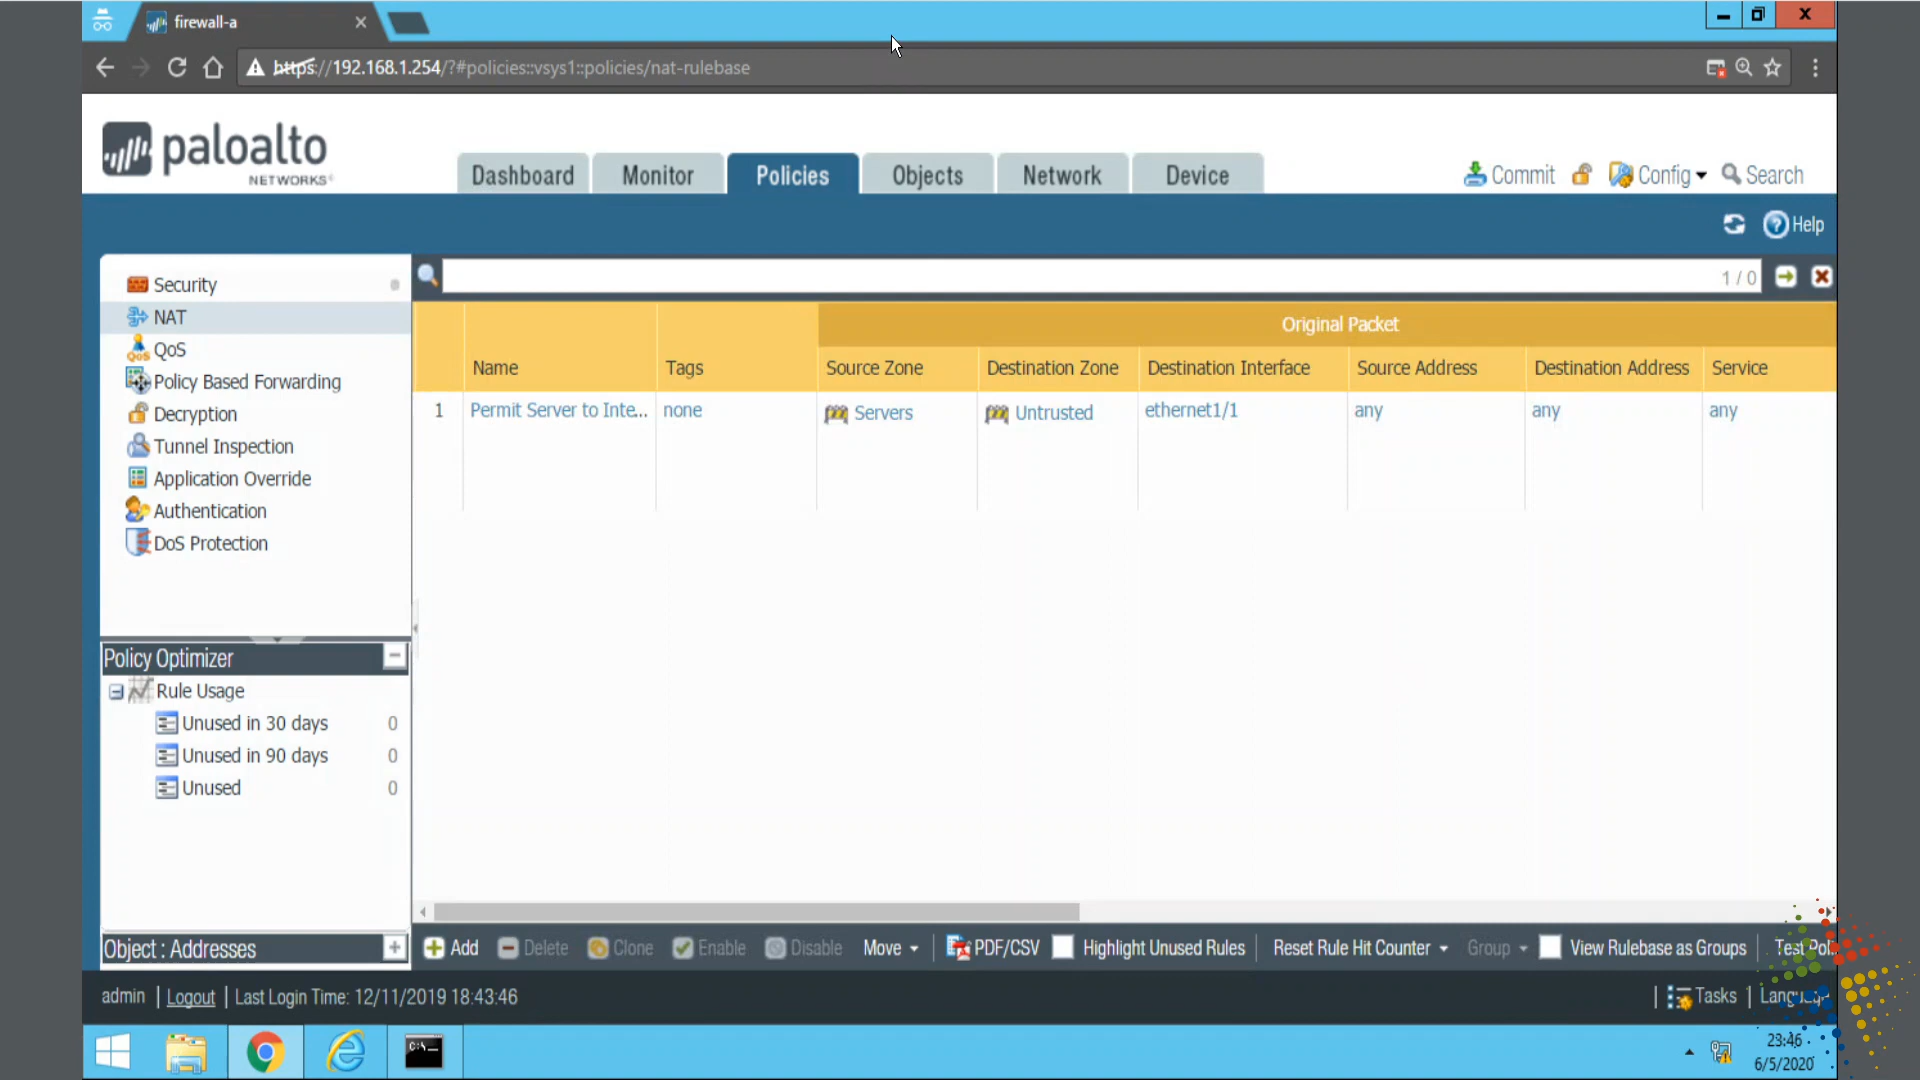 firewall-a
https://192.168.1.254/?#policies::vsys1::policies/nat-rulebase
paloalto
NETWORKS
Dashboard Monitor Policies Objects Network Device
Commit Config Search
Help
Security
NAT
QoS
Policy Based Forwarding
Decryption
Tunnel Inspection
Application Override
Authentication
DoS Protection
1 / 0
Original Packet
Name Tags Source Zone Destination Zone Destination Interface Source Address Destination Address Service
1 Permit Server to Inte... none Servers Untrusted ethernet1/1 any any any
Policy Optimizer
Rule Usage
Unused in 30 days 0
Unused in 90 days 0
Unused 0
Object : Addresses
Add Delete Clone Enable Disable Move PDF/CSV Highlight Unused Rules Reset Rule Hit Counter Group View Rulebase as Groups Test Pol
admin | Logout | Last Login Time: 12/11/2019 18:43:46
| Tasks | Language
23:46
6/5/2020